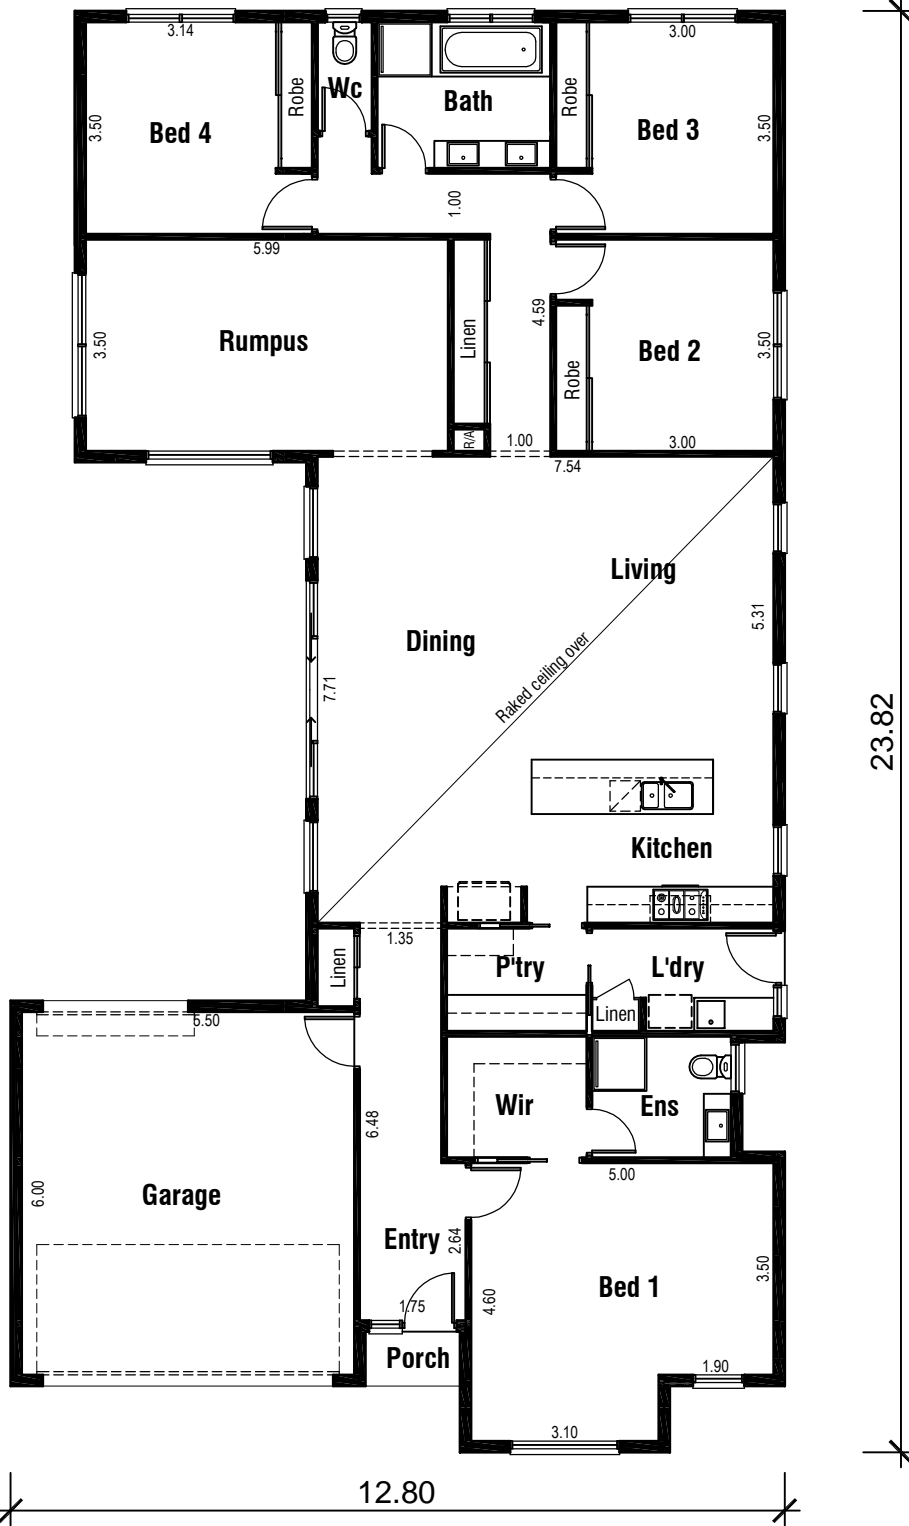 3.14
3.00
Wc
Robe
Bath
Robe
3.50
Bed 4
Bed 3
3.50
1.00
5.99
4.59
Rumpus
3.50
Linen
Bed 2
3.50
Robe
R/A
1.00
3.00
7.54
Living
5.31
Dining
Raked ceiling over
7.71
23.82
Kitchen
1.35
Linen
P'try
L'dry
Linen
5.50
Wir
Ens
6.48
5.00
6.00
Garage
Entry
2.64
3.50
Bed 1
4.60
1.75
Porch
1.90
3.10
12.80